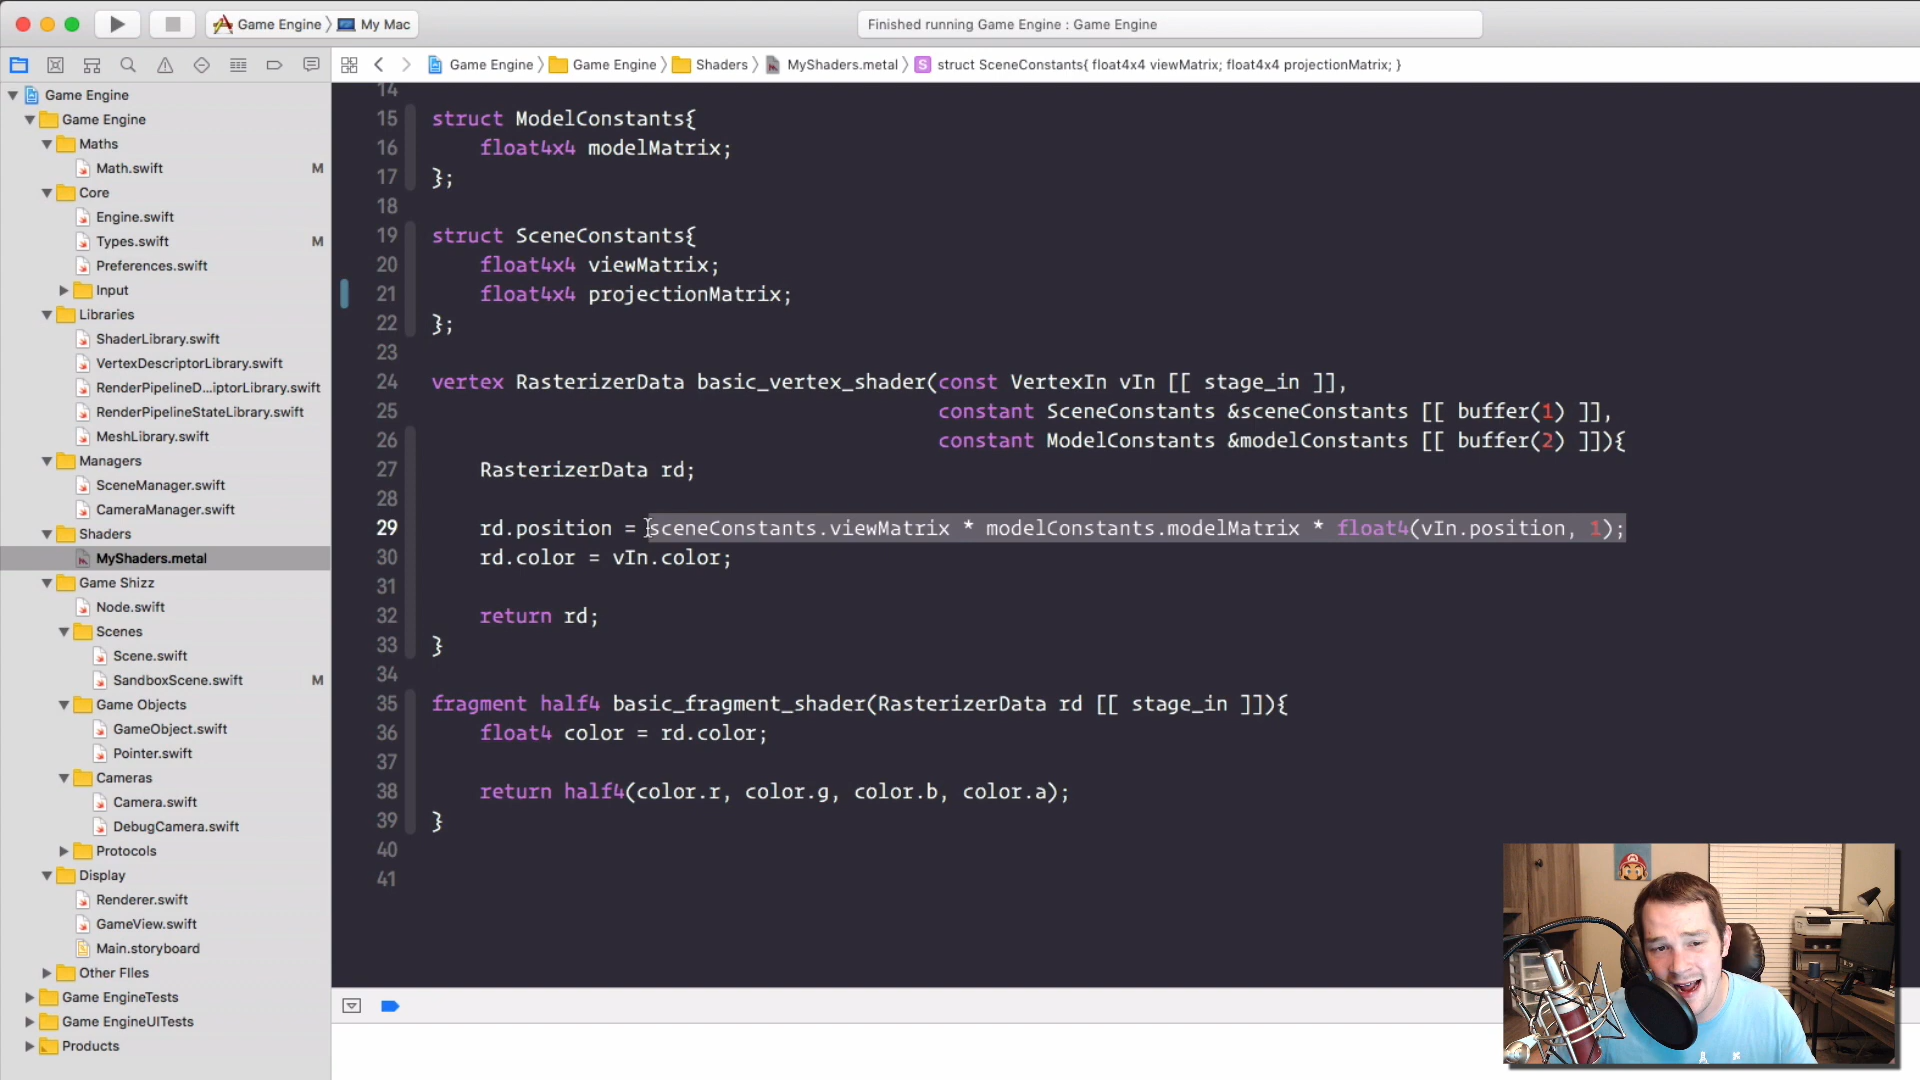 Game Engine
My Mac
Finished running Game Engine : Game Engine
Game Engine
Game Engine
Shaders
MyShaders.metal
S struct SceneConstants{ float4x4 viewMatrix; float4x4 projectionMatrix; }
Game Engine
Game Engine
Maths
Math.swift M
Core
Engine.swift
Types.swift M
Preferences.swift
Input
Libraries
ShaderLibrary.swift
VertexDescriptorLibrary.swift
RenderPipelineD...iptorLibrary.swift
RenderPipelineStateLibrary.swift
MeshLibrary.swift
Managers
SceneManager.swift
CameraManager.swift
Shaders
MyShaders.metal
Game Shizz
Node.swift
Scenes
Scene.swift
SandboxScene.swift M
Game Objects
GameObject.swift
Pointer.swift
Cameras
Camera.swift
DebugCamera.swift
Protocols
Display
Renderer.swift
GameView.swift
Main.storyboard
Other FIles
Game EngineTests
Game EngineUITests
Products
14
15 struct ModelConstants{
16 float4x4 modelMatrix;
17 };
18
19 struct SceneConstants{
20 float4x4 viewMatrix;
21 float4x4 projectionMatrix;
22 };
23
24 vertex RasterizerData basic_vertex_shader(const VertexIn vIn [[ stage_in ]],
25 constant SceneConstants &sceneConstants [[ buffer(1) ]],
26 constant ModelConstants &modelConstants [[ buffer(2) ]]){
27 RasterizerData rd;
28
29 rd.position = sceneConstants.viewMatrix * modelConstants.modelMatrix * float4(vIn.position, 1);
30 rd.color = vIn.color;
31
32 return rd;
33 }
34
35 fragment half4 basic_fragment_shader(RasterizerData rd [[ stage_in ]]){
36 float4 color = rd.color;
37
38 return half4(color.r, color.g, color.b, color.a);
39 }
40
41